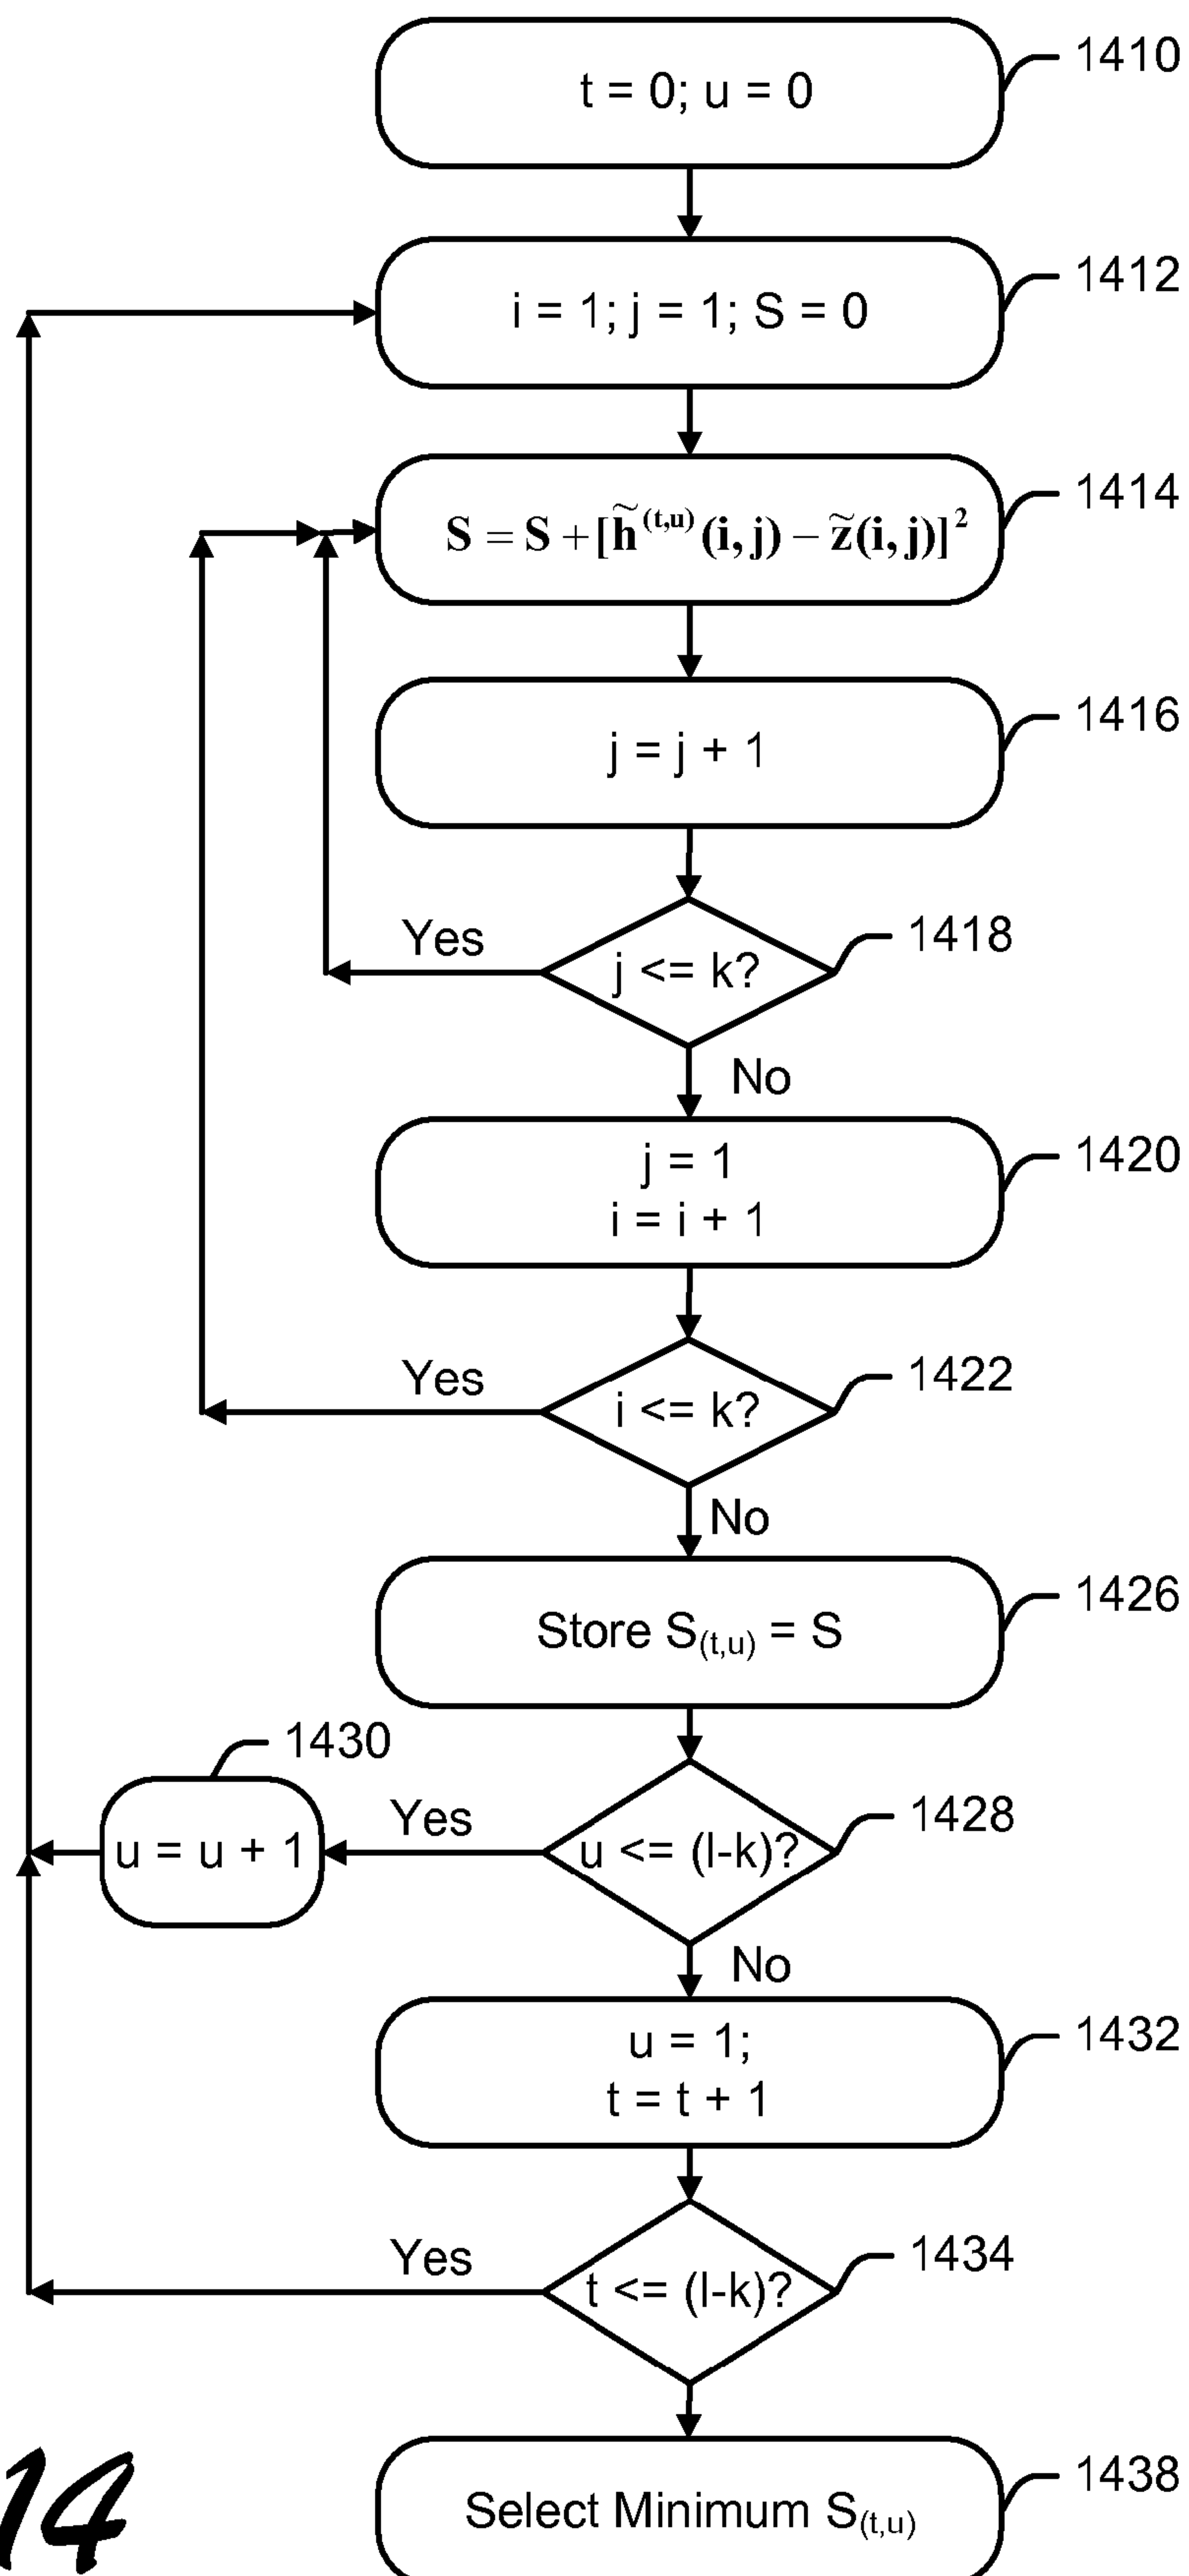 t = 0; u = 0
1410
i = 1; j = 1; S = 0
1412
S = S + [h̃^(t,u) (i, j) − z̃(i, j)]²
1414
j = j + 1
1416
j <= k?
1418
Yes
No
j = 1
i = i + 1
1420
i <= k?
1422
Yes
No
Store S(t,u) = S
1426
u <= (l-k)?
1428
Yes
u = u + 1
1430
No
u = 1;
t = t + 1
1432
t <= (l-k)?
1434
Yes
Select Minimum S(t,u)
1438
14